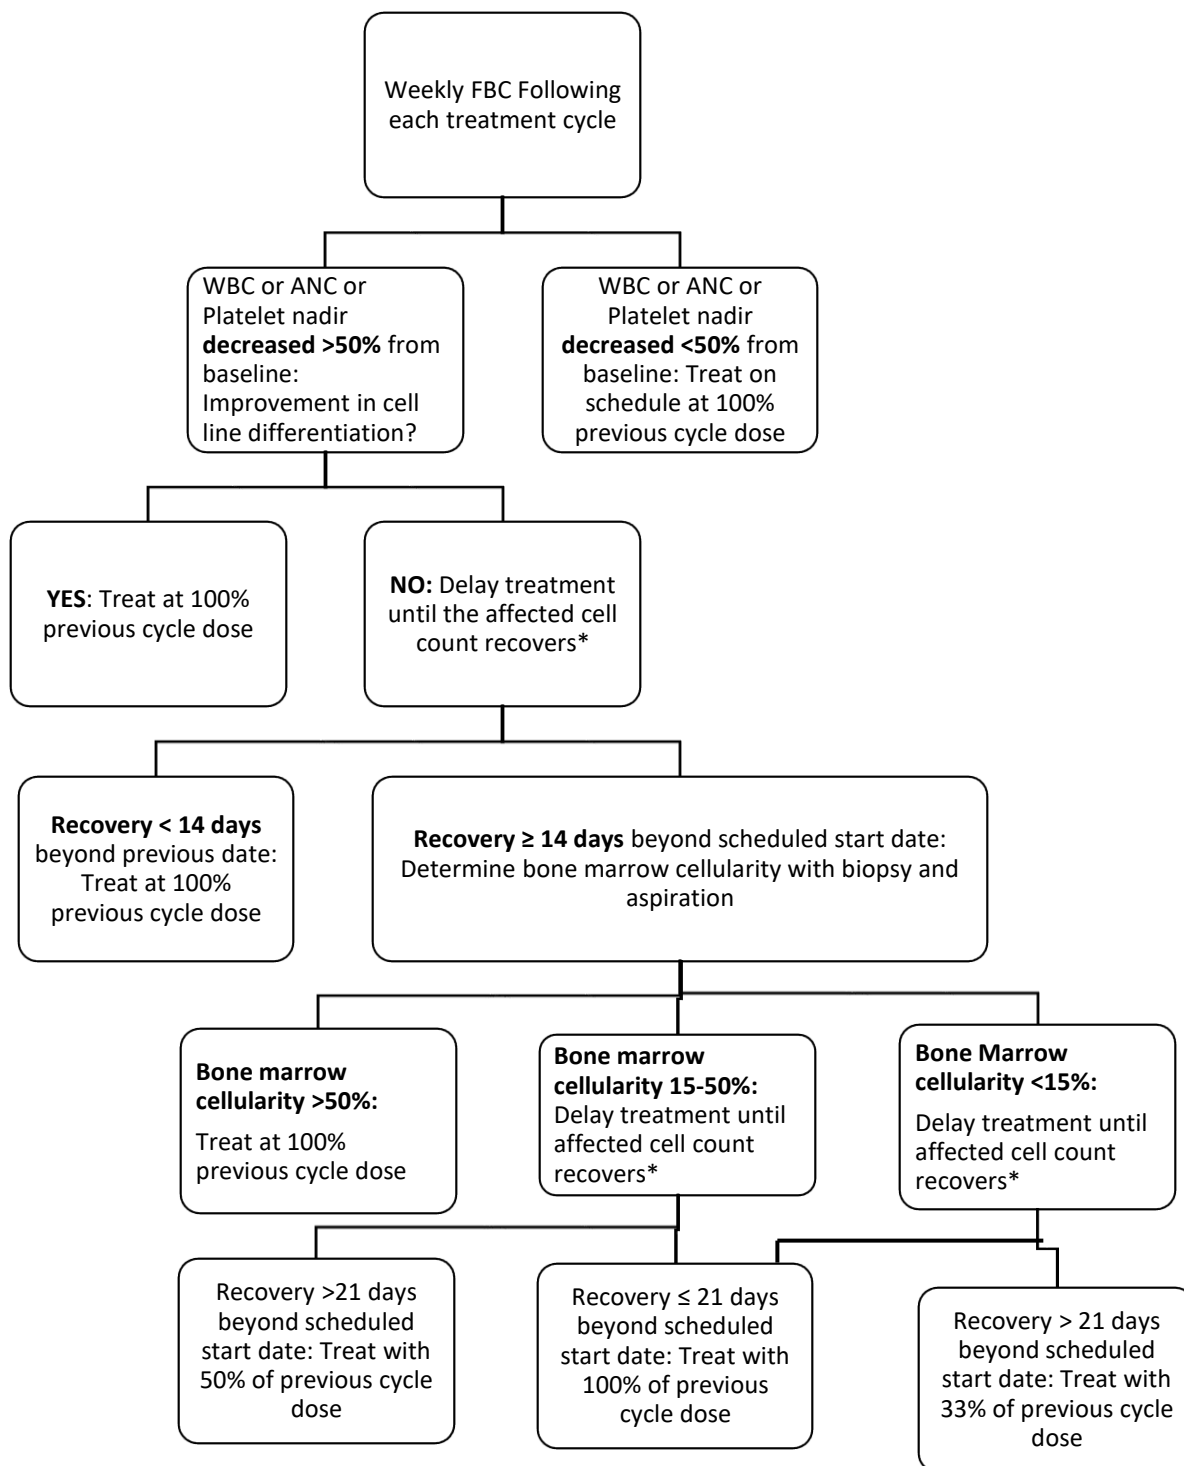 Weekly FBC Following
each treatment cycle
WBC or ANC or
Platelet nadir
decreased >50% from
baseline:
Improvement in cell
line differentiation?
WBC or ANC or
Platelet nadir
decreased <50% from
baseline: Treat on
schedule at 100%
previous cycle dose
YES: Treat at 100%
previous cycle dose
NO: Delay treatment
until the affected cell
count recovers*
Recovery < 14 days
beyond previous date:
Treat at 100%
previous cycle dose
Recovery ≥ 14 days beyond scheduled start date:
Determine bone marrow cellularity with biopsy and
aspiration
Bone marrow
cellularity >50%:
Treat at 100%
previous cycle dose
Bone marrow
cellularity 15-50%:
Delay treatment until
affected cell count
recovers*
Bone Marrow
cellularity <15%:
Delay treatment until
affected cell count
recovers*
Recovery >21 days
beyond scheduled
start date: Treat with
50% of previous cycle
dose
Recovery ≤ 21 days
beyond scheduled
start date: Treat with
100% of previous
cycle dose
Recovery > 21 days
beyond scheduled
start date: Treat with
33% of previous cycle
dose